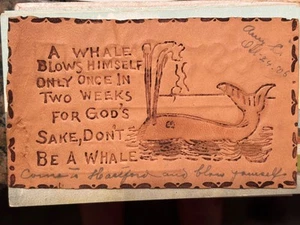 A WHALE
BLOWS HIMSELF
ONLY ONCE IN
TWO WEEKS
FOR GOD'S
SAKE, DON'T
BE A WHALE
Come to Hartford and blow yourself.